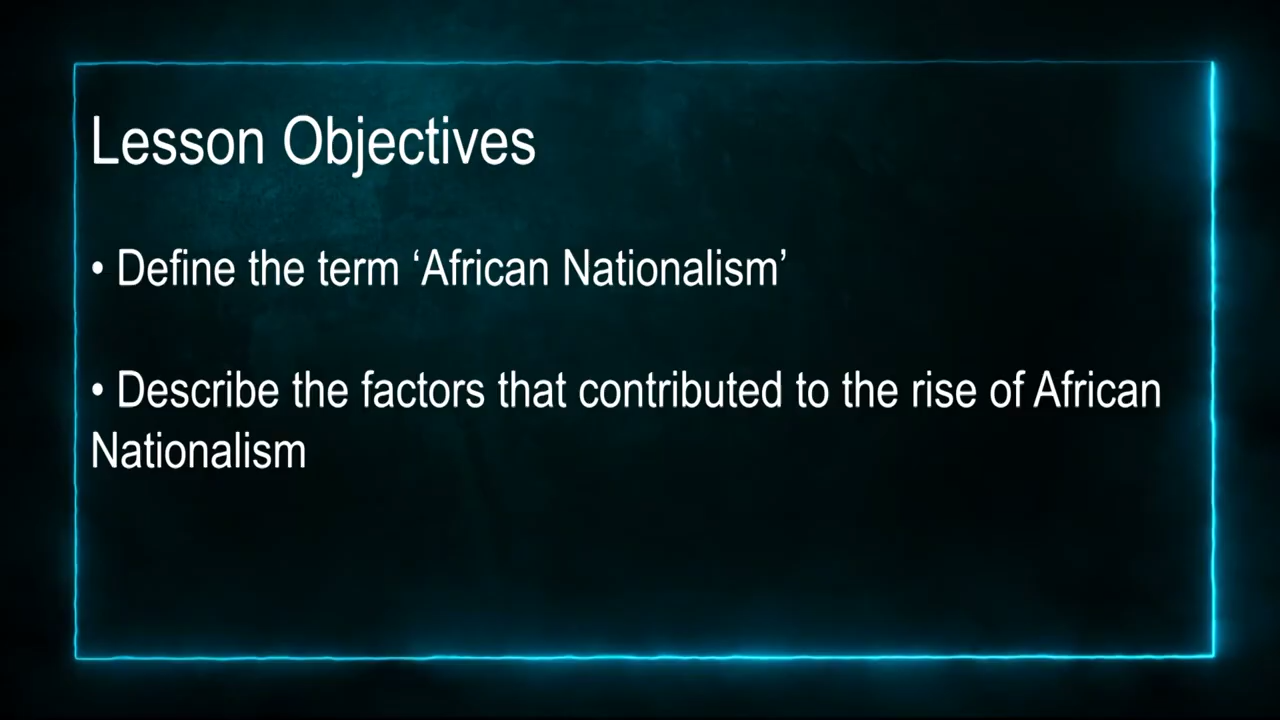 Lesson Objectives
• Define the term ‘African Nationalism’
• Describe the factors that contributed to the rise of African
Nationalism